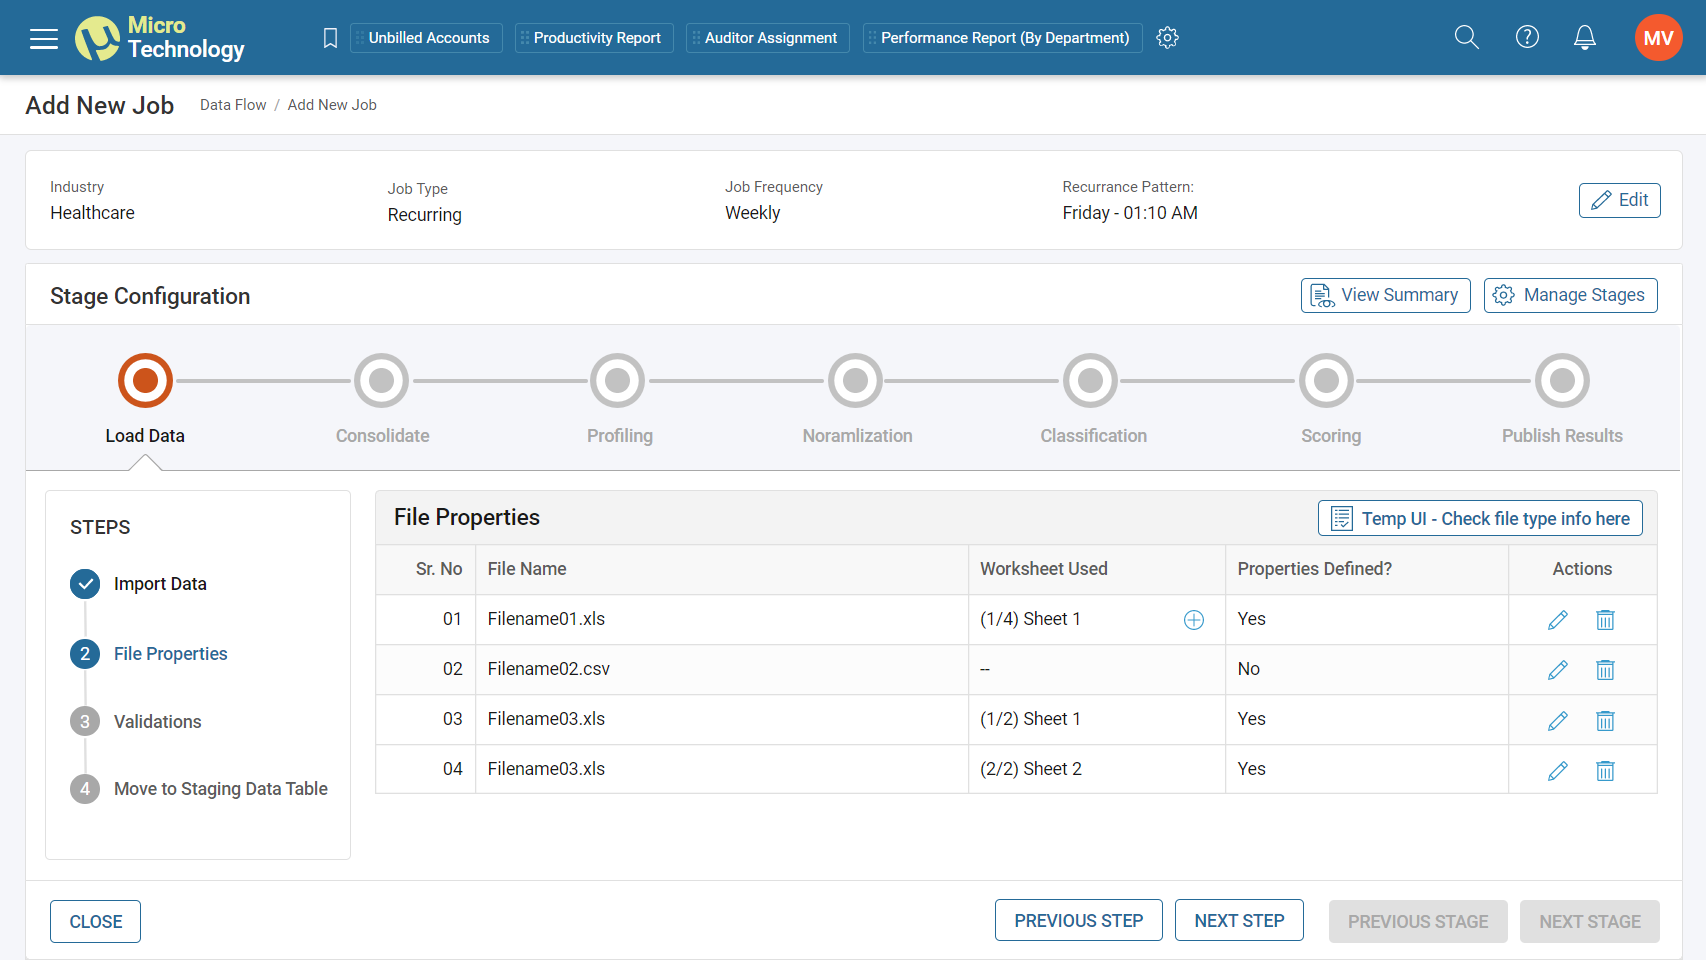 Micro
Technology
Unbilled Accounts
Productivity Report
Auditor Assignment
Performance Report (By Department)
?
MV
Add New Job
Data Flow / Add New Job
Industry
Healthcare
Job Type
Recurring
Job Frequency
Weekly
Recurrance Pattern:
Friday - 01:10 AM
Edit
Stage Configuration
View Summary
Manage Stages
Load Data
Consolidate
Profiling
Noramlization
Classification
Scoring
Publish Results
STEPS
Import Data
2 File Properties
3 Validations
4 Move to Staging Data Table
File Properties
Temp UI - Check file type info here
Sr. No File Name Worksheet Used Properties Defined? Actions
01 Filename01.xls (1/4) Sheet 1 Yes
02 Filename02.csv -- No
03 Filename03.xls (1/2) Sheet 1 Yes
04 Filename03.xls (2/2) Sheet 2 Yes
CLOSE
PREVIOUS STEP
NEXT STEP
PREVIOUS STAGE
NEXT STAGE